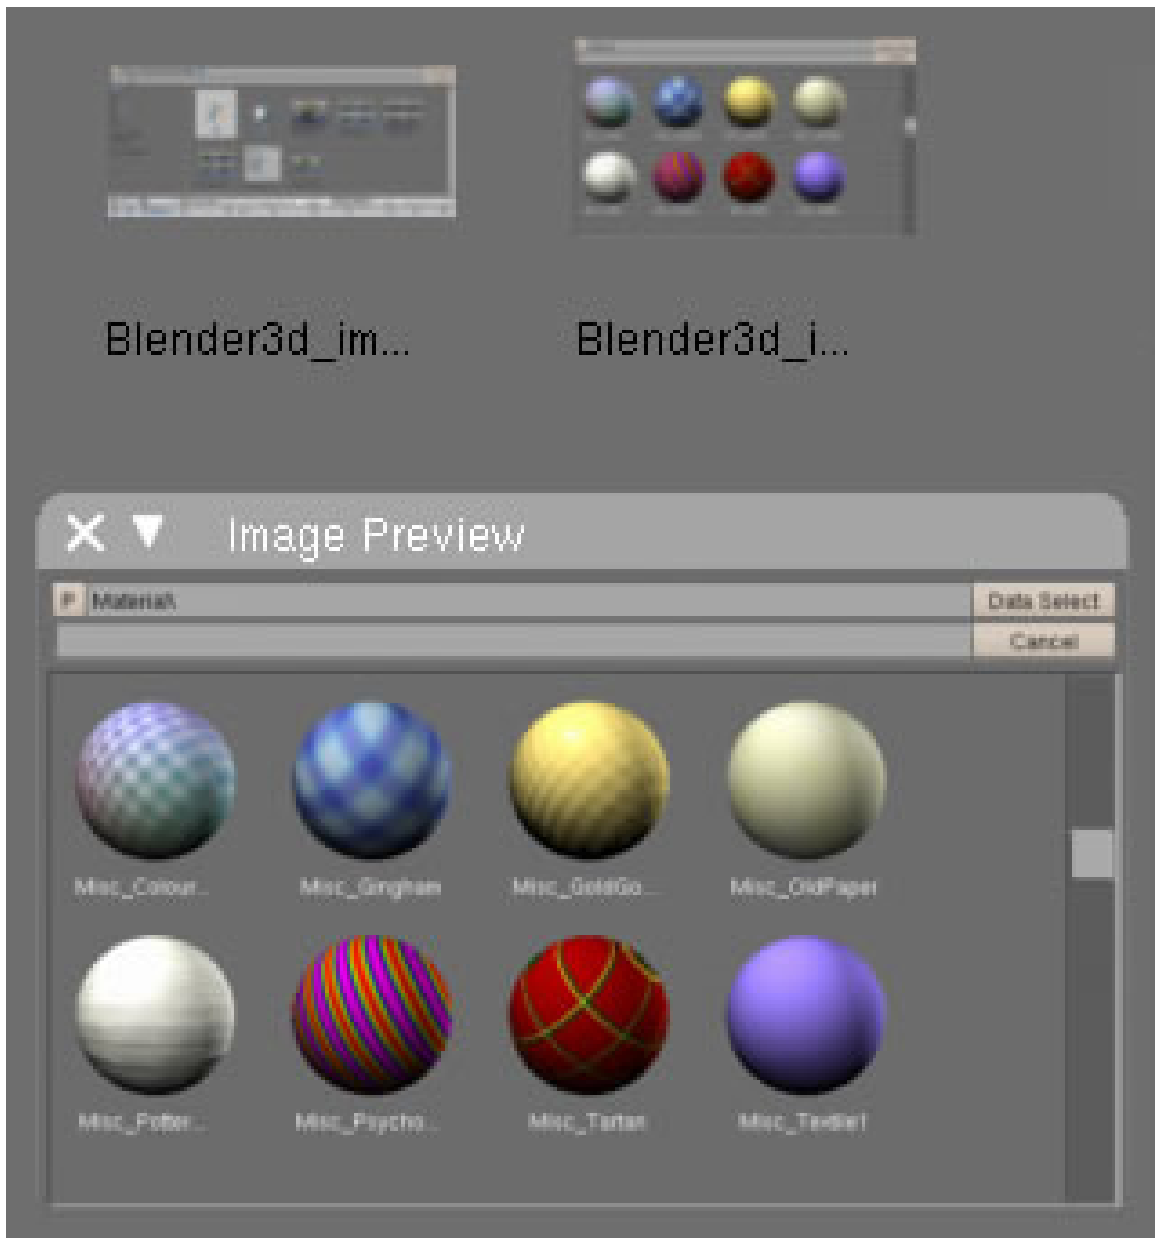 Blender3d_im...
Blender3d_i...
Image Preview
P Material\ Data Select
Cancel
Misc_Colour... Misc_Gingham Misc_GoldGo... Misc_OldPaper
Misc_Potter... Misc_Psycho... Misc_Tartan Misc_Textile1